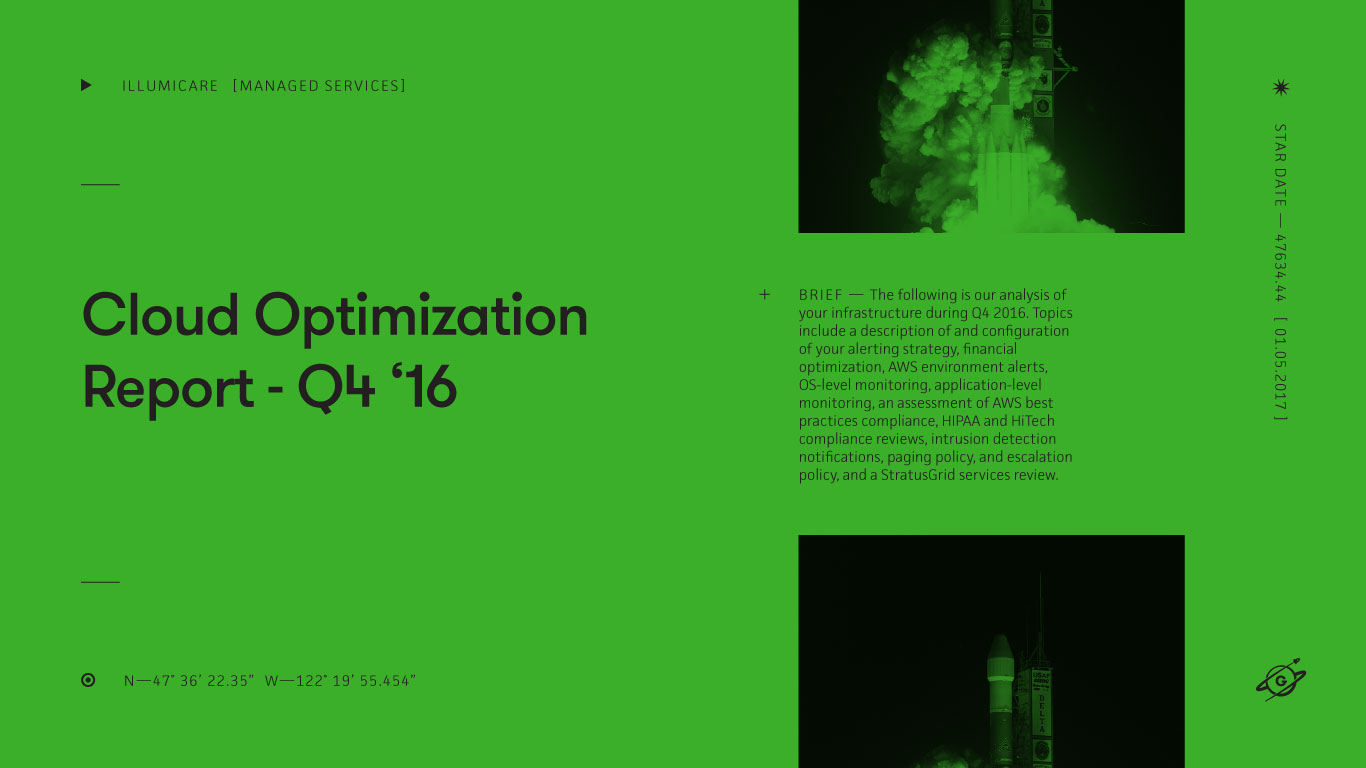 ILLUMICARE [MANAGED SERVICES]
Cloud Optimization
Report - Q4 ‘16
N—47° 36’ 22.35” W—122° 19’ 55.454”
+ BRIEF — The following is our analysis of
your infrastructure during Q4 2016. Topics
include a description of and configuration
of your alerting strategy, financial
optimization, AWS environment alerts,
OS-level monitoring, application-level
monitoring, an assessment of AWS best
practices compliance, HIPAA and HiTech
compliance reviews, intrusion detection
notifications, paging policy, and escalation
policy, and a StratusGrid services review.
USAF
DELTA
STAR DATE — 47634.44 [ 01.05.2017 ]
G